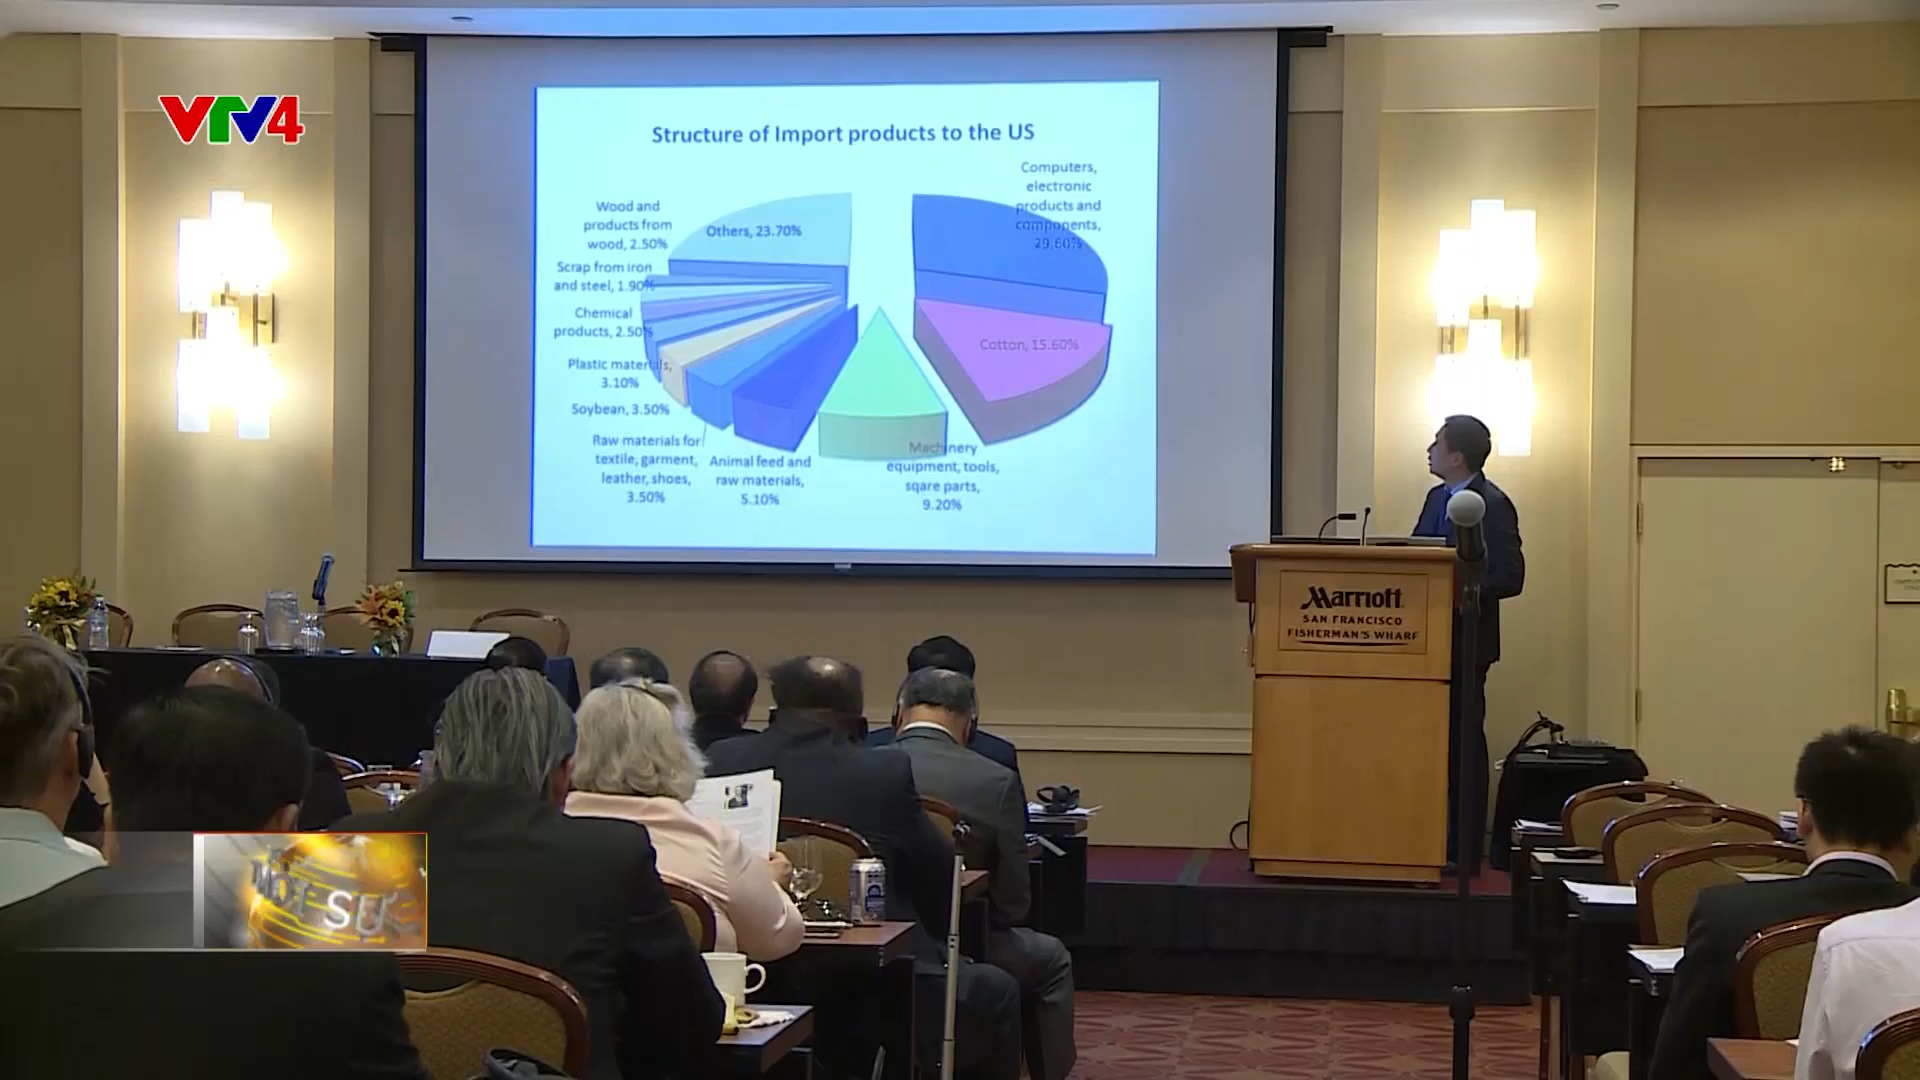 VTV4
Structure of Import products to the US
Computers,
electronic
products and
components,
29.60%
Wood and
products from
wood, 2.50%
Others, 23.70%
Scrap from iron
and steel, 1.90%
Chemical
products, 2.50%
Cotton, 15.60%
Plastic materials,
3.10%
Soybean, 3.50%
Raw materials for
textile, garment,
leather, shoes,
3.50%
Animal feed and
raw materials,
5.10%
Machinery
equipment, tools,
sqare parts,
9.20%
Marriott
SAN FRANCISCO
FISHERMAN'S WHARF
SỰ